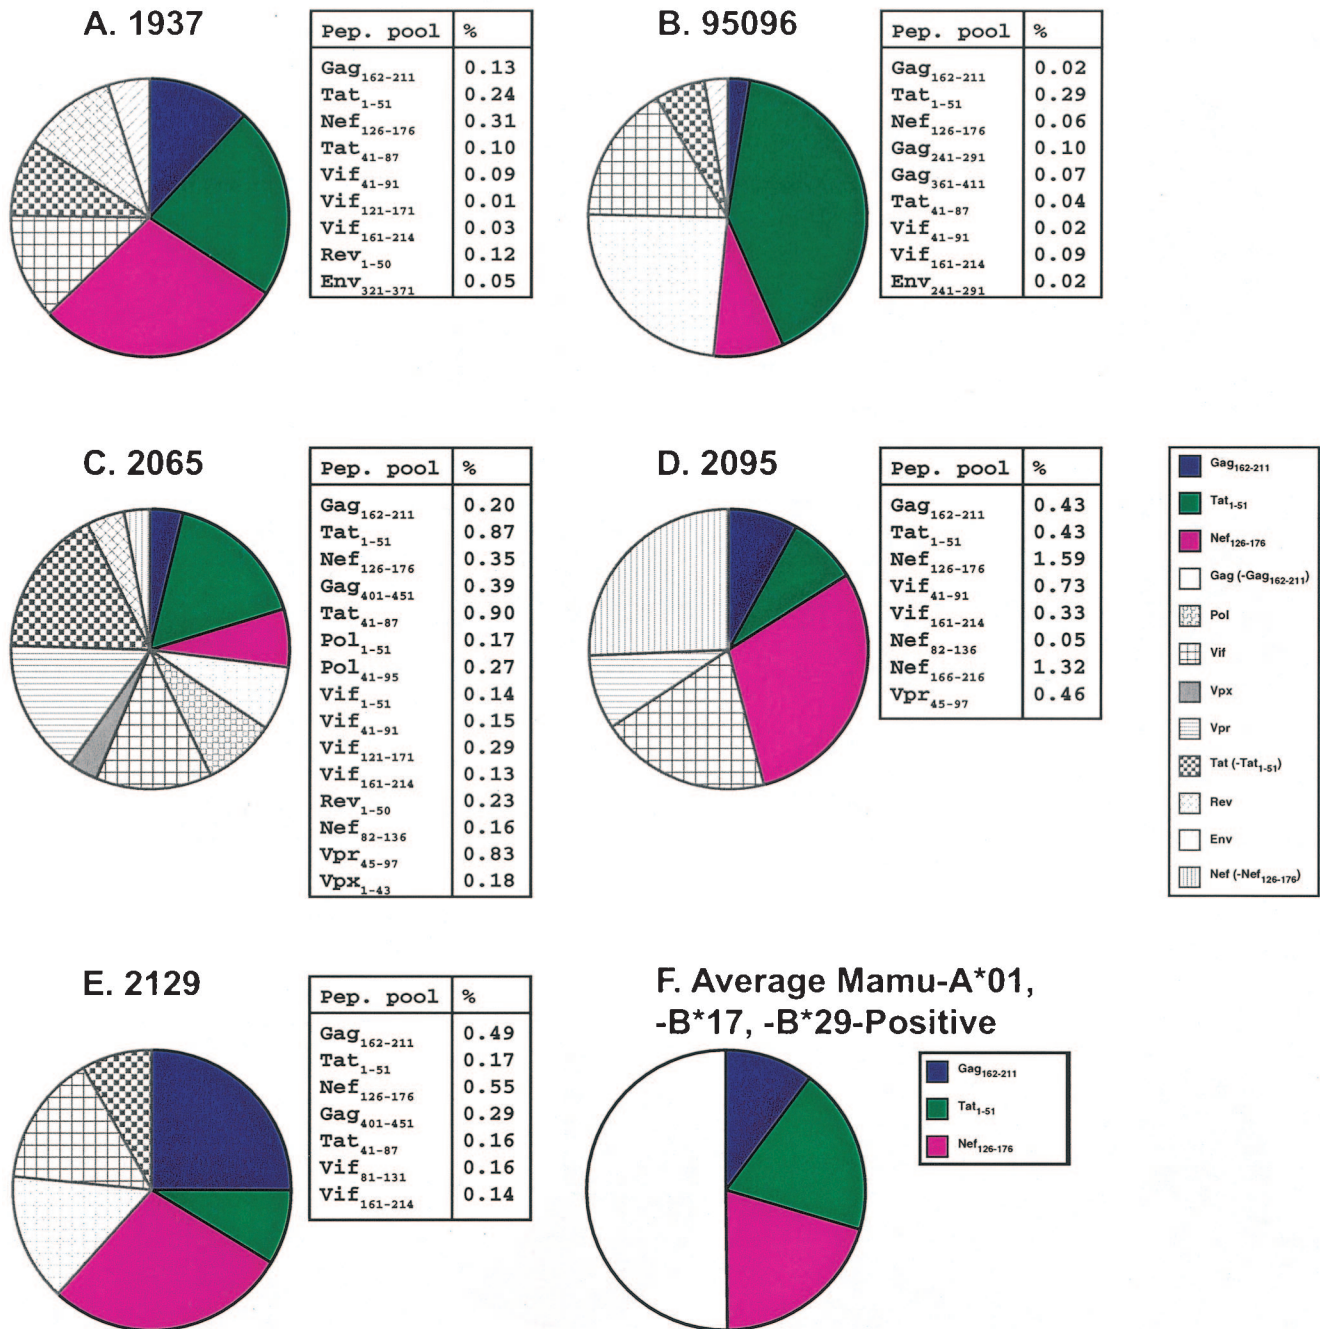 A. 1937
Pep. pool %
Gag162-211 0.13
Tat1-51 0.24
Nef126-176 0.31
Tat41-87 0.10
Vif41-91 0.09
Vif121-171 0.01
Vif161-214 0.03
Rev1-50 0.12
Env321-371 0.05
B. 95096
Pep. pool %
Gag162-211 0.02
Tat1-51 0.29
Nef126-176 0.06
Gag241-291 0.10
Gag361-411 0.07
Tat41-87 0.04
Vif41-91 0.02
Vif161-214 0.09
Env241-291 0.02
C. 2065
Pep. pool %
Gag162-211 0.20
Tat1-51 0.87
Nef126-176 0.35
Gag401-451 0.39
Tat41-87 0.90
Pol1-51 0.17
Pol41-95 0.27
Vif1-51 0.14
Vif41-91 0.15
Vif121-171 0.29
Vif161-214 0.13
Rev1-50 0.23
Nef82-136 0.16
Vpr45-97 0.83
Vpx1-43 0.18
D. 2095
Pep. pool %
Gag162-211 0.43
Tat1-51 0.43
Nef126-176 1.59
Vif41-91 0.73
Vif161-214 0.33
Nef82-136 0.05
Nef166-216 1.32
Vpr45-97 0.46
Gag162-211
Tat1-51
Nef126-176
Gag (-Gag162-211)
Pol
Vif
Vpx
Vpr
Tat (-Tat1-51)
Rev
Env
Nef (-Nef126-176)
E. 2129
Pep. pool %
Gag162-211 0.49
Tat1-51 0.17
Nef126-176 0.55
Gag401-451 0.29
Tat41-87 0.16
Vif81-131 0.16
Vif161-214 0.14
F. Average Mamu-A*01,
-B*17, -B*29-Positive
Gag162-211
Tat1-51
Nef126-176